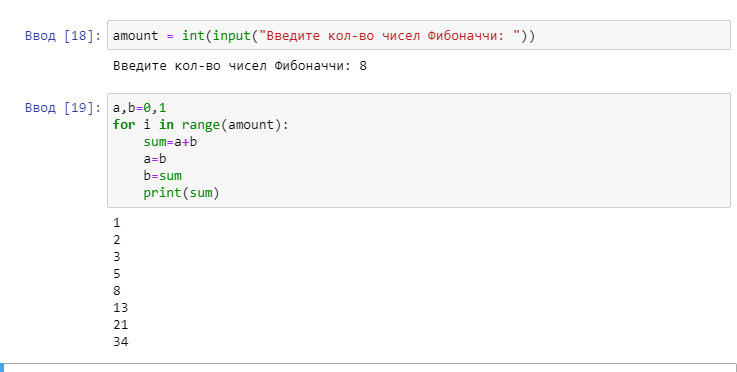 Ввод [18]: amount = int(input("Введите кол-во чисел Фибоначчи: "))
Введите кол-во чисел Фибоначчи: 8
Ввод [19]: a,b=0,1
for i in range(amount):
    sum=a+b
    a=b
    b=sum
    print(sum)
1
2
3
5
8
13
21
34